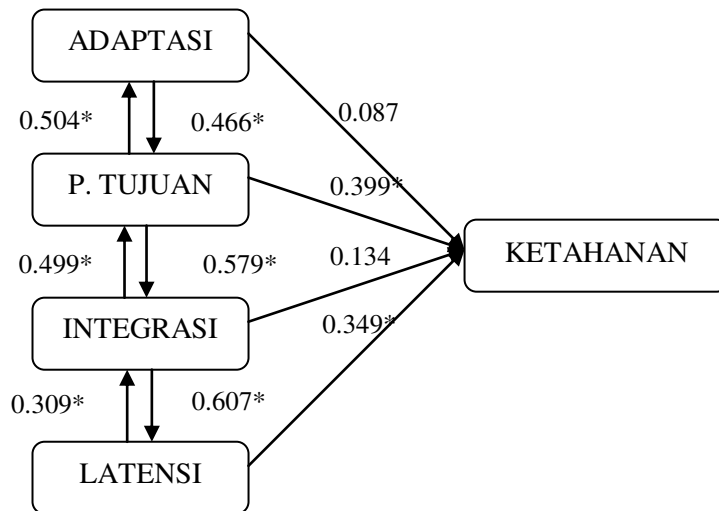 ADAPTASI
0.504*
0.466*
0.087
P. TUJUAN
0.399*
0.499*
0.579*
0.134
KETAHANAN
INTEGRASI
0.349*
0.309*
0.607*
LATENSI